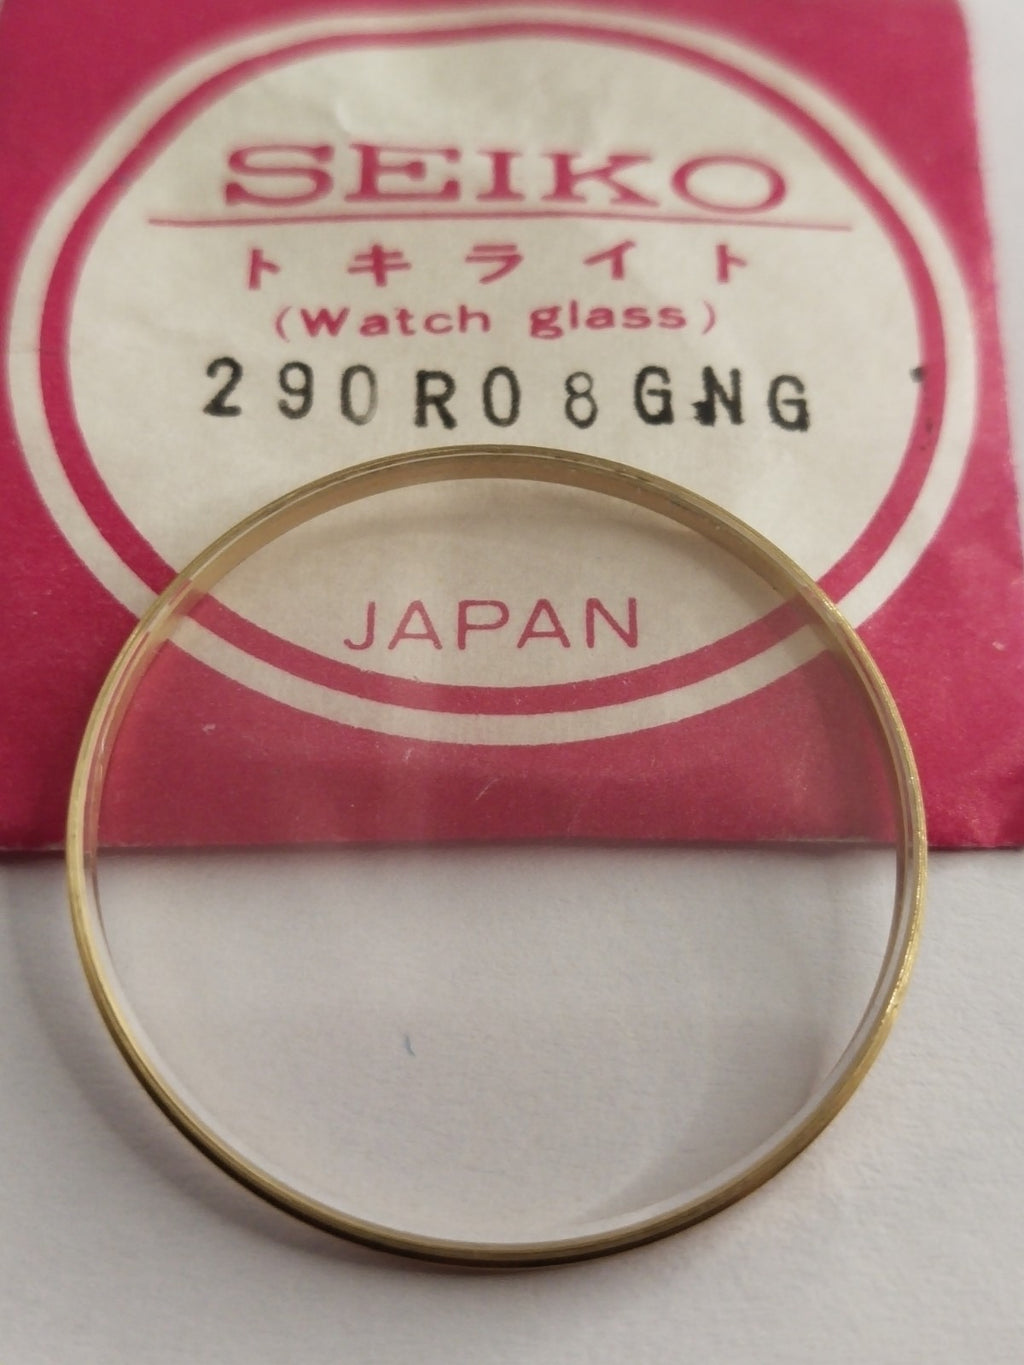 SEIKO
トキライト
(Watch glass)
290R08GNG
JAPAN